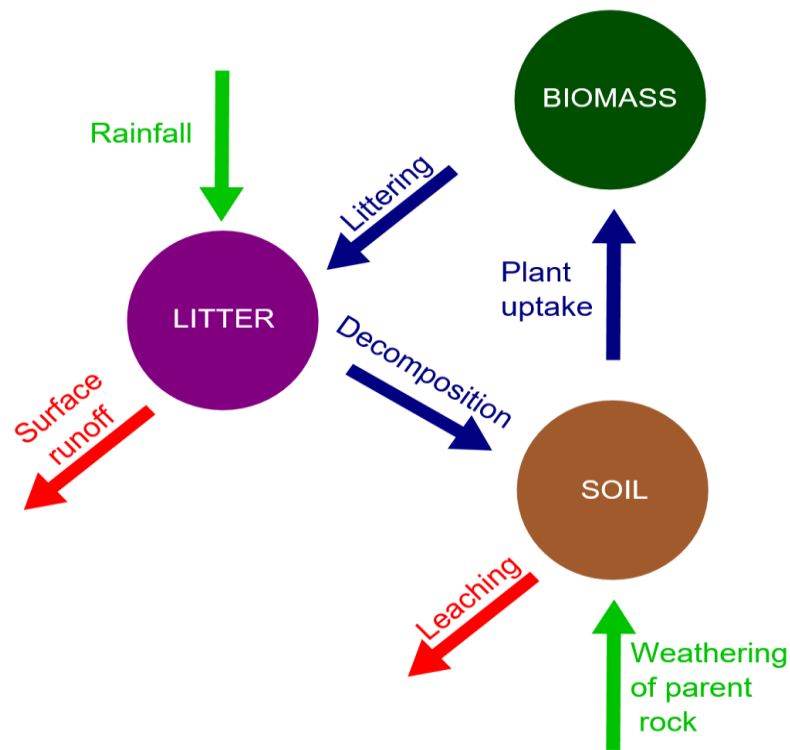 BIOMASS
Rainfall
Littering
LITTER
Plant
uptake
Decomposition
Surface
runoff
SOIL
Leaching
Weathering
of parent
rock